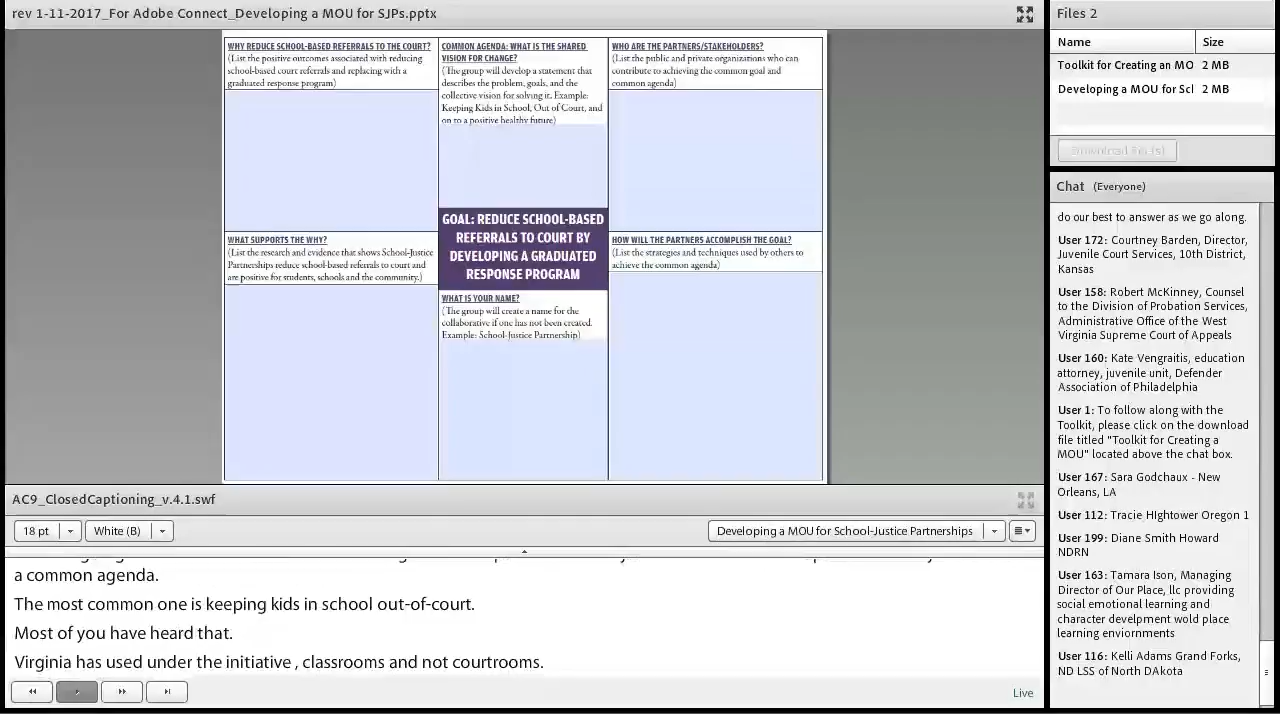 rev 1-11-2017_For Adobe Connect_Developing a MOU for SJPs.pptx
WHY REDUCE SCHOOL-BASED REFERRALS TO THE COURT?
(List the positive outcomes associated with reducing
school-based court referrals and replacing with a
graduated response program)
COMMON AGENDA: WHAT IS THE SHARED
VISION FOR CHANGE?
(The group will develop a statement that
describes the problem, goals, and the
collective vision for solving it. Example:
Keeping Kids in School, Out of Court, and
on to a positive healthy future)
WHO ARE THE PARTNERS/STAKEHOLDERS?
(List the public and private organizations who can
contribute to achieving the common goal and
common agenda)
GOAL: REDUCE SCHOOL-BASED
REFERRALS TO COURT BY
DEVELOPING A GRADUATED
RESPONSE PROGRAM
WHAT SUPPORTS THE WHY?
(List the research and evidence that shows School-Justice
Partnerships reduce school-based referrals to court and
are positive for students, schools and the community.)
HOW WILL THE PARTNERS ACCOMPLISH THE GOAL?
(List the strategies and techniques used by others to
achieve the common agenda)
WHAT IS YOUR NAME?
(The group will create a name for the
collaborative if one has not been created.
Example: School-Justice Partnership)
AC9_ClosedCaptioning_v.4.1.swf
18 pt
White (B)
Developing a MOU for School-Justice Partnerships
a common agenda.
The most common one is keeping kids in school out-of-court.
Most of you have heard that.
Virginia has used under the initiative , classrooms and not courtrooms.
Live
Files 2
Name Size
Toolkit for Creating an MO 2 MB
Developing a MOU for Scl 2 MB
Download File(s)
Chat (Everyone)
do our best to answer as we go along.
User 172: Courtney Barden, Director,
Juvenile Court Services, 10th District,
Kansas
User 158: Robert McKinney, Counsel
to the Division of Probation Services,
Administrative Office of the West
Virginia Supreme Court of Appeals
User 160: Kate Vengraitis, education
attorney, juvenile unit, Defender
Association of Philadelphia
User 1: To follow along with the
Toolkit, please click on the download
file titled "Toolkit for Creating a
MOU" located above the chat box.
User 167: Sara Godchaux - New
Orleans, LA
User 112: Tracie HIghtower Oregon 1
User 199: Diane Smith Howard
NDRN
User 163: Tamara Ison, Managing
Director of Our Place, llc providing
social emotional learning and
character develpment wold place
learning enviornments
User 116: Kelli Adams Grand Forks,
ND LSS of North DAkota